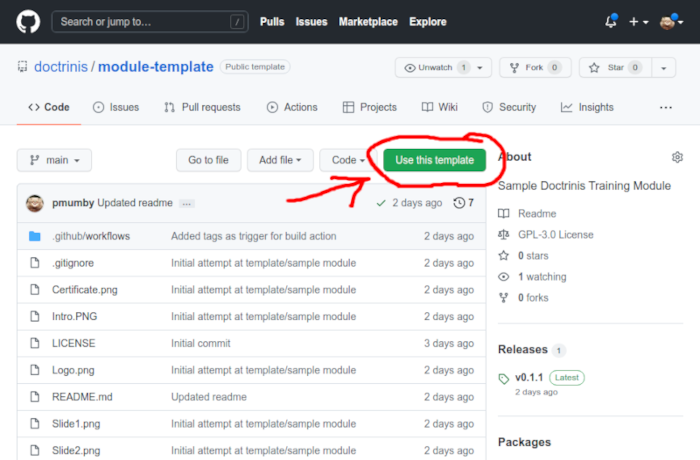 Search or jump to... / Pulls Issues Marketplace Explore
doctrinis / module-template Public template Unwatch 1 Fork 0 Star 0
Code Issues Pull requests Actions Projects Wiki Security Insights ...
main Go to file Add file Code Use this template
pmumby Updated readme ... 2 days ago 7
.github/workflows Added tags as trigger for build action 2 days ago
.gitignore Initial attempt at template/sample module 2 days ago
Certificate.png Initial attempt at template/sample module 2 days ago
Intro.PNG Initial attempt at template/sample module 2 days ago
LICENSE Initial commit 3 days ago
Logo.png Initial attempt at template/sample module 2 days ago
README.md Updated readme 2 days ago
Slide1.png Initial attempt at template/sample module 2 days ago
Slide2.png Initial attempt at template/sample module 2 days ago
About
Sample Doctrinis Training Module
Readme
GPL-3.0 License
0 stars
1 watching
0 forks
Releases 1
v0.1.1 Latest
2 days ago
Packages